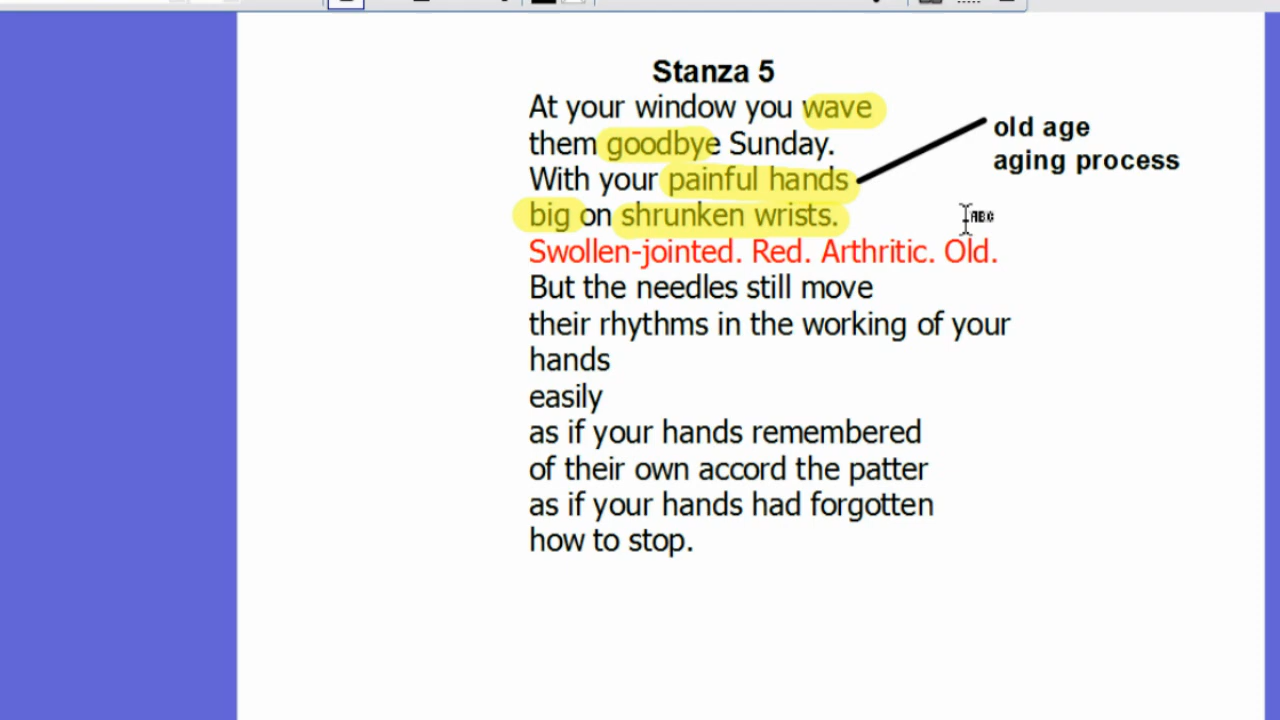 Stanza 5
At your window you wave
them goodbye Sunday.
With your painful hands
big on shrunken wrists.
Swollen-jointed. Red. Arthritic. Old.
But the needles still move
their rhythms in the working of your
hands
easily
as if your hands remembered
of their own accord the patter
as if your hands had forgotten
how to stop.
old age
aging process
ABC